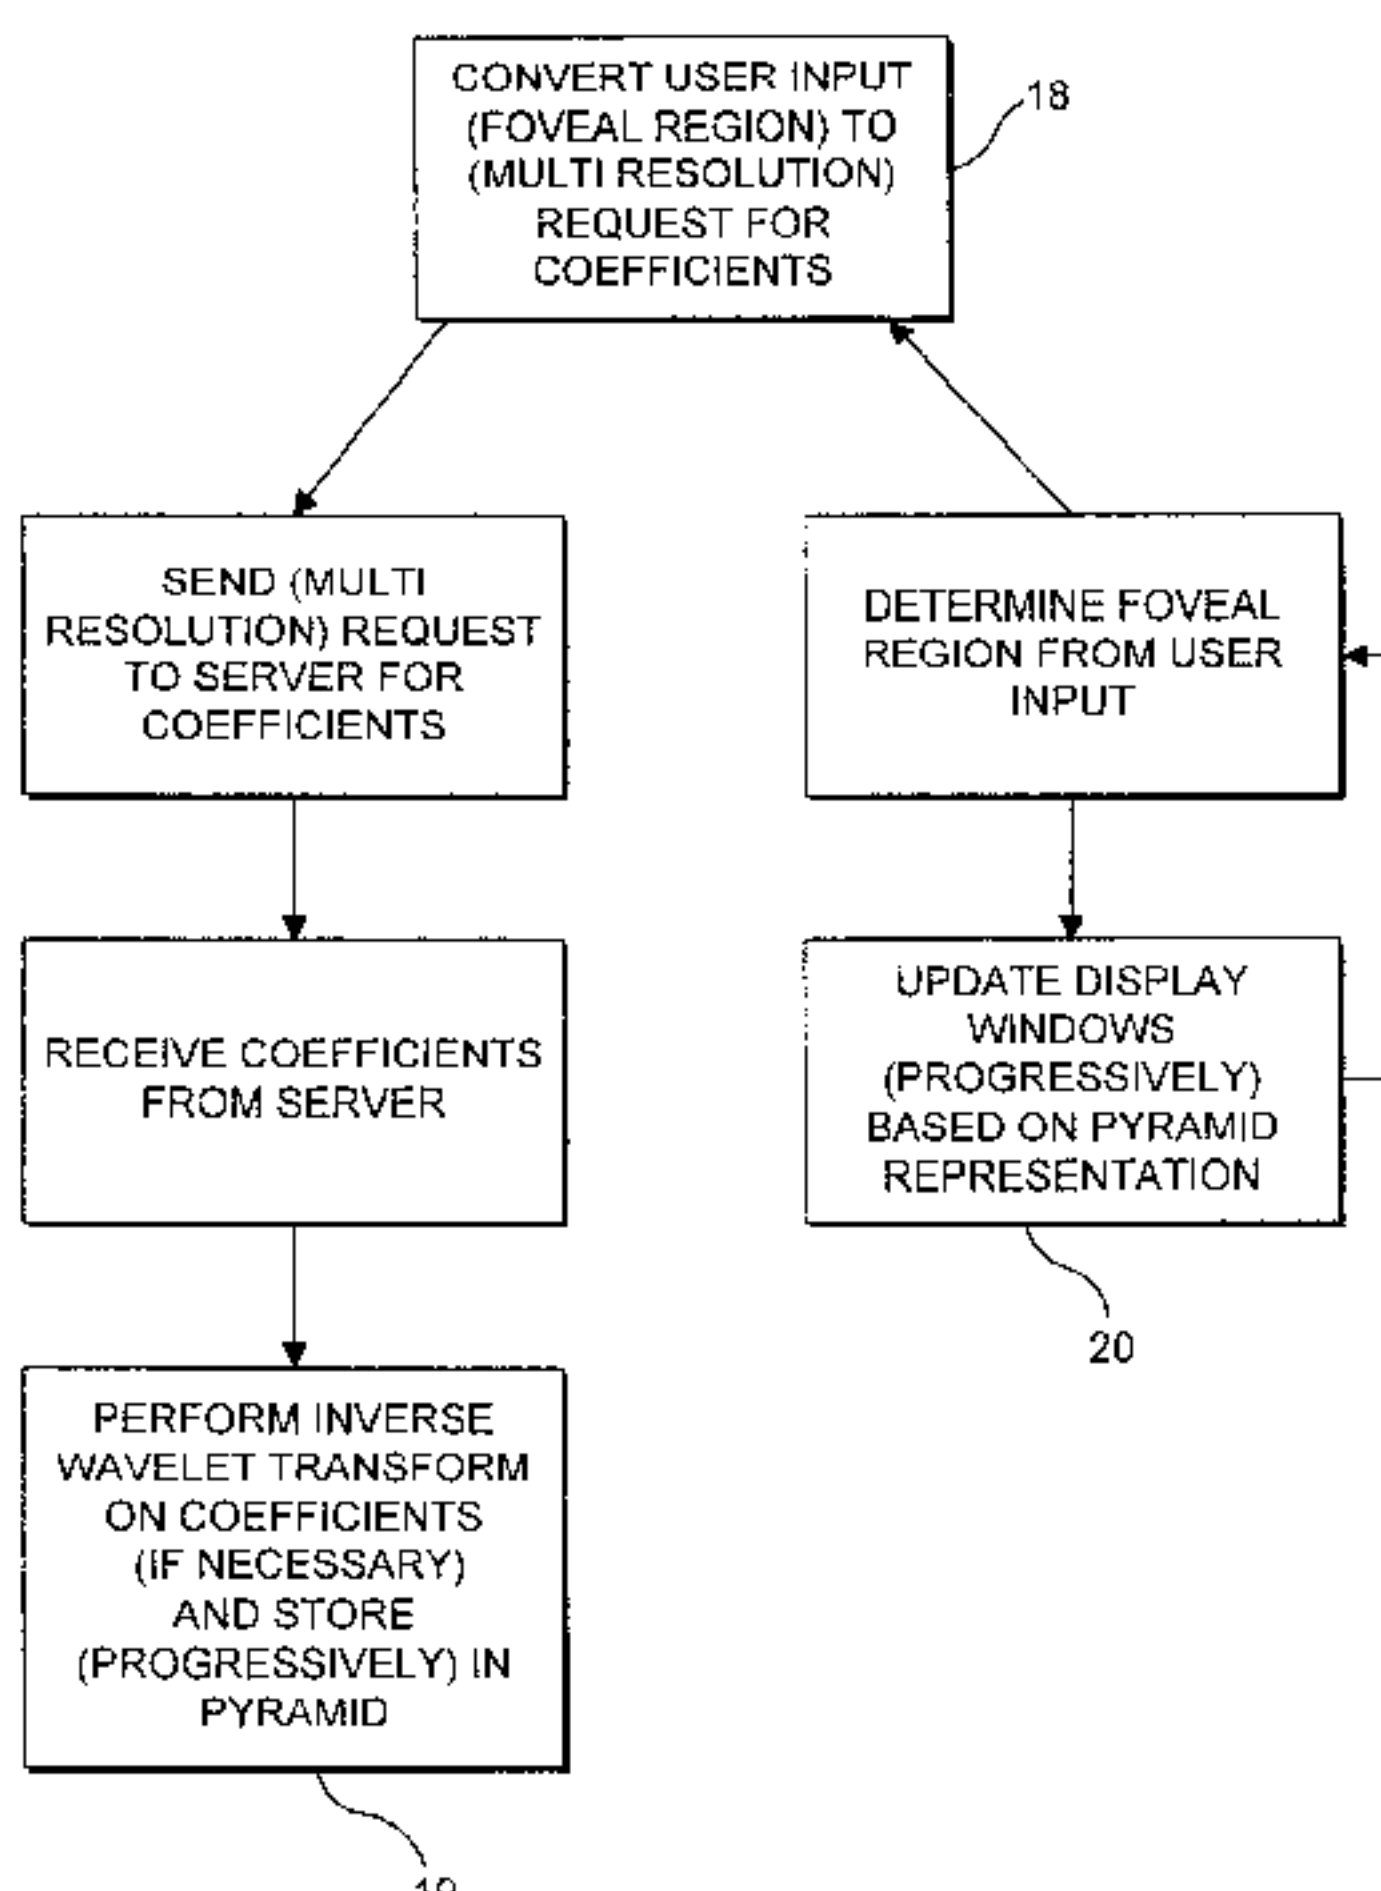 CONVERT USER INPUT
(FOVEAL REGION) TO
(MULTI RESOLUTION)
REQUEST FOR
COEFFICIENTS
18
SEND (MULTI
RESOLUTION) REQUEST
TO SERVER FOR
COEFFICIENTS
DETERMINE FOVEAL
REGION FROM USER
INPUT
RECEIVE COEFFICIENTS
FROM SERVER
UPDATE DISPLAY
WINDOWS
(PROGRESSIVELY)
BASED ON PYRAMID
REPRESENTATION
20
PERFORM INVERSE
WAVELET TRANSFORM
ON COEFFICIENTS
(IF NECESSARY)
AND STORE
(PROGRESSIVELY) IN
PYRAMID